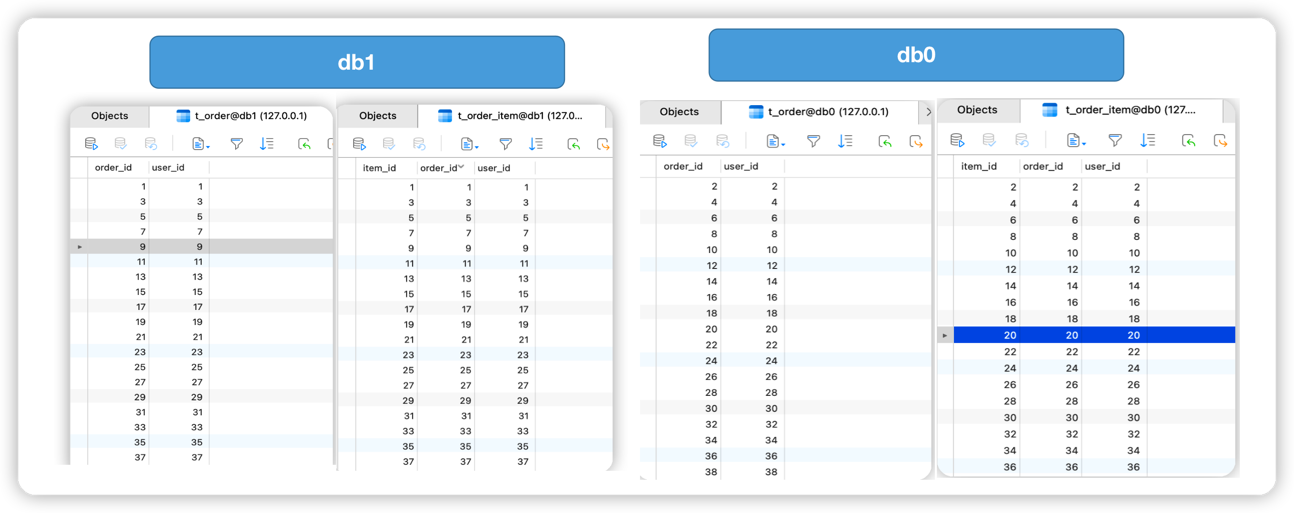 db1
Objects t_order@db1 (127.0.0.1)
order_id user_id
1 1
3 3
5 5
7 7
9 9
11 11
13 13
15 15
17 17
19 19
21 21
23 23
25 25
27 27
29 29
31 31
33 33
35 35
37 37
Objects t_order_item@db1 (127.0...
item_id order_id user_id
1 1 1
3 3 3
5 5 5
7 7 7
9 9 9
11 11 11
13 13 13
15 15 15
17 17 17
19 19 19
21 21 21
23 23 23
25 25 25
27 27 27
29 29 29
31 31 31
33 33 33
35 35 35
37 37 37
db0
Objects t_order@db0 (127.0.0.1)
order_id user_id
2 2
4 4
6 6
8 8
10 10
12 12
14 14
16 16
18 18
20 20
22 22
24 24
26 26
28 28
30 30
32 32
34 34
36 36
38 38
Objects t_order_item@db0 (127....
item_id order_id user_id
2 2 2
4 4 4
6 6 6
8 8 8
10 10 10
12 12 12
14 14 14
16 16 16
18 18 18
20 20 20
22 22 22
24 24 24
26 26 26
28 28 28
30 30 30
32 32 32
34 34 34
36 36 36